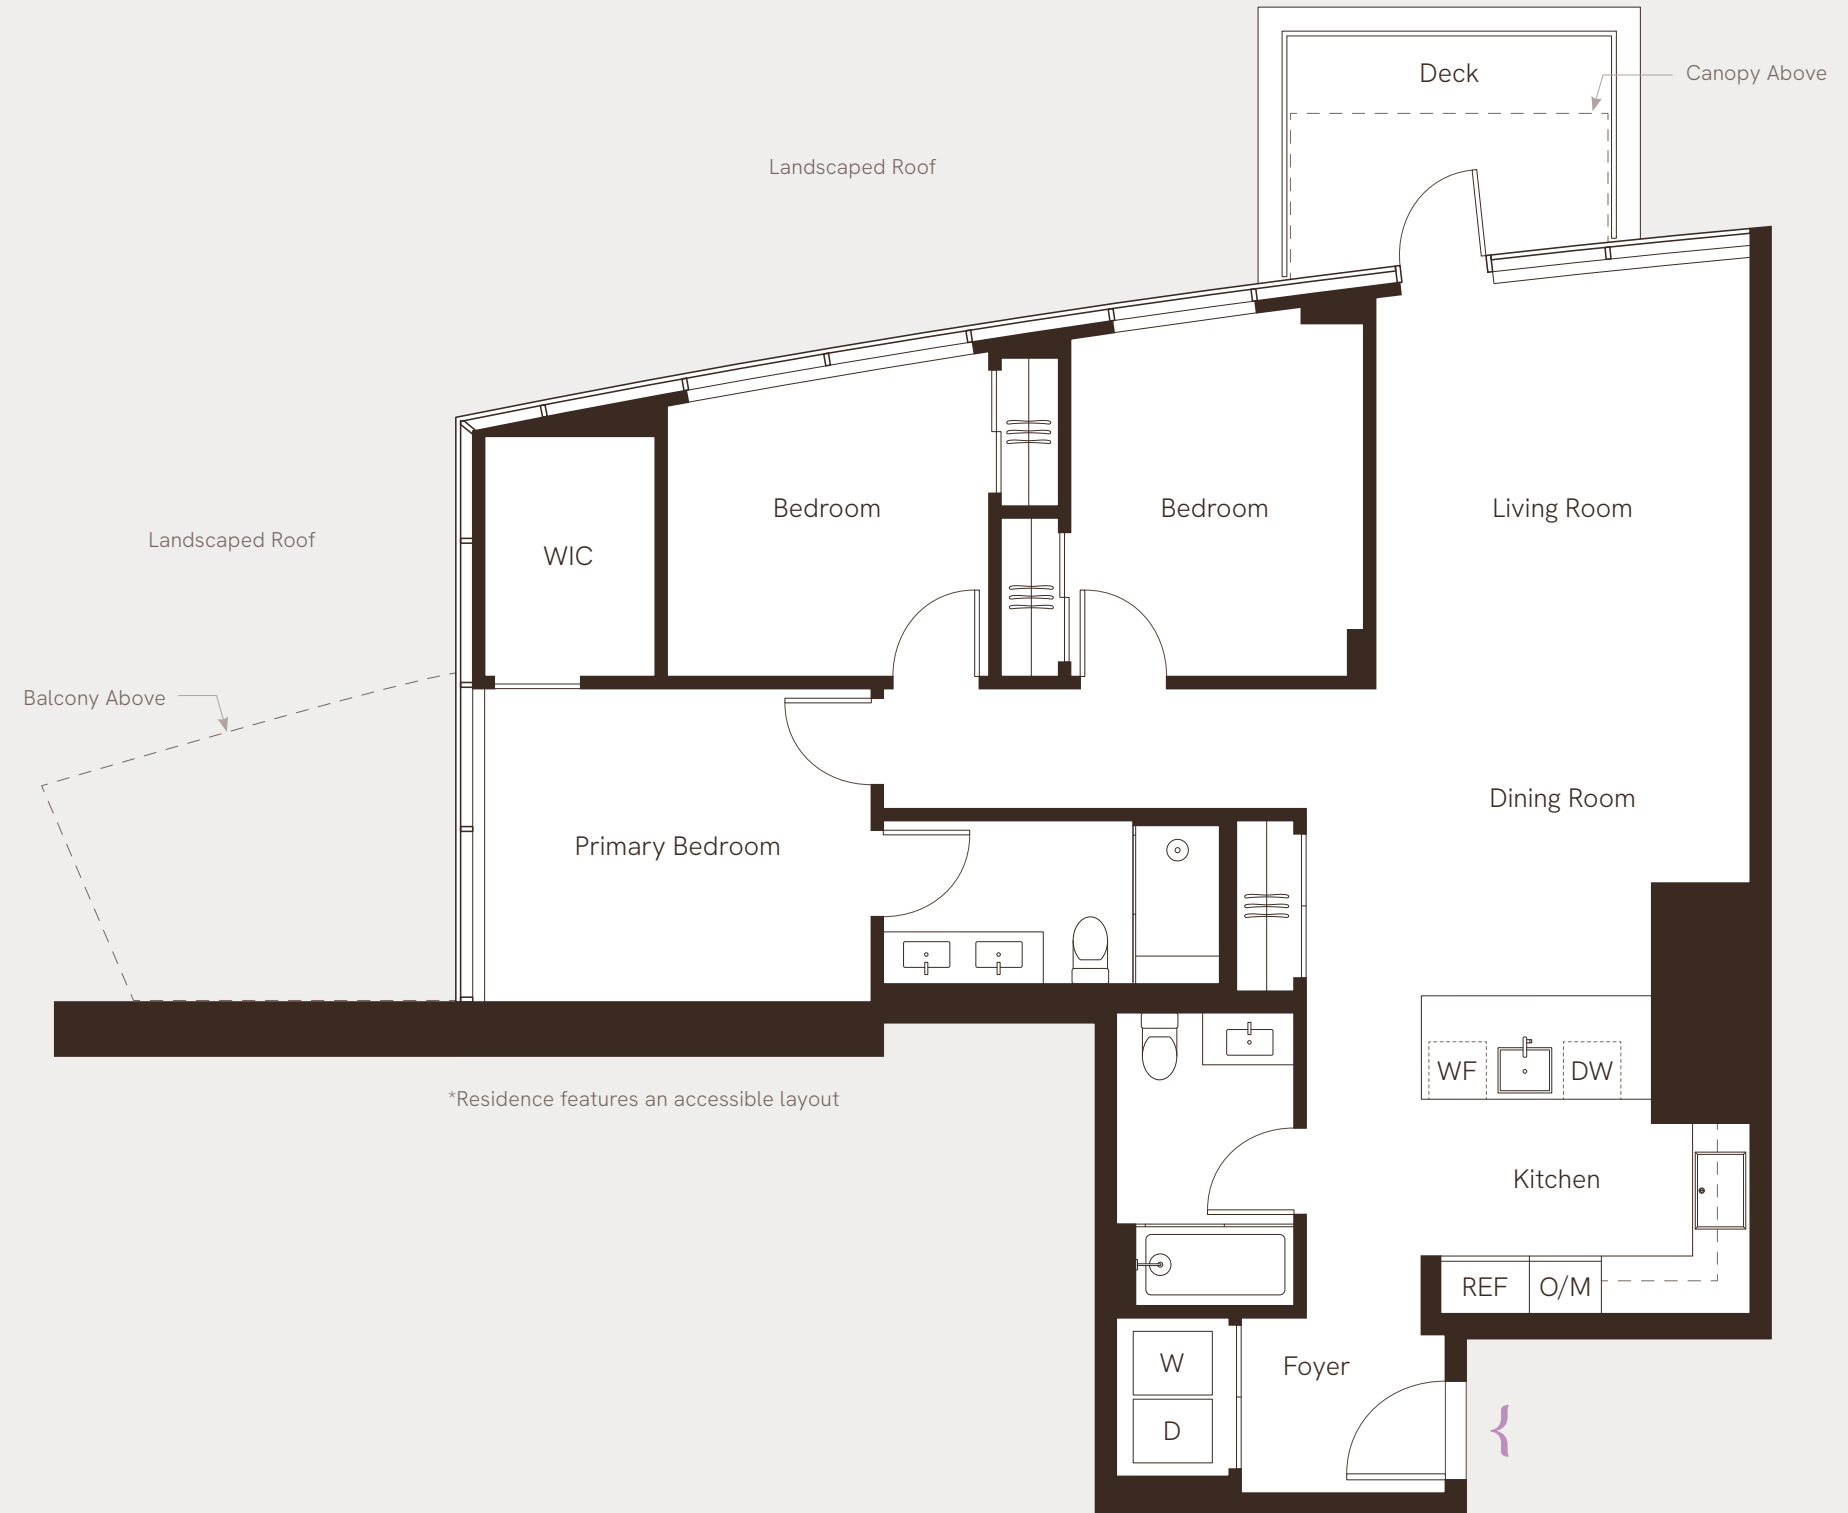 Deck
Canopy Above
Landscaped Roof
Bedroom
Bedroom
Living Room
Landscaped Roof
WIC
Balcony Above
Dining Room
Primary Bedroom
WF
DW
*Residence features an accessible layout
Kitchen
REF
O/M
W
Foyer
D
{